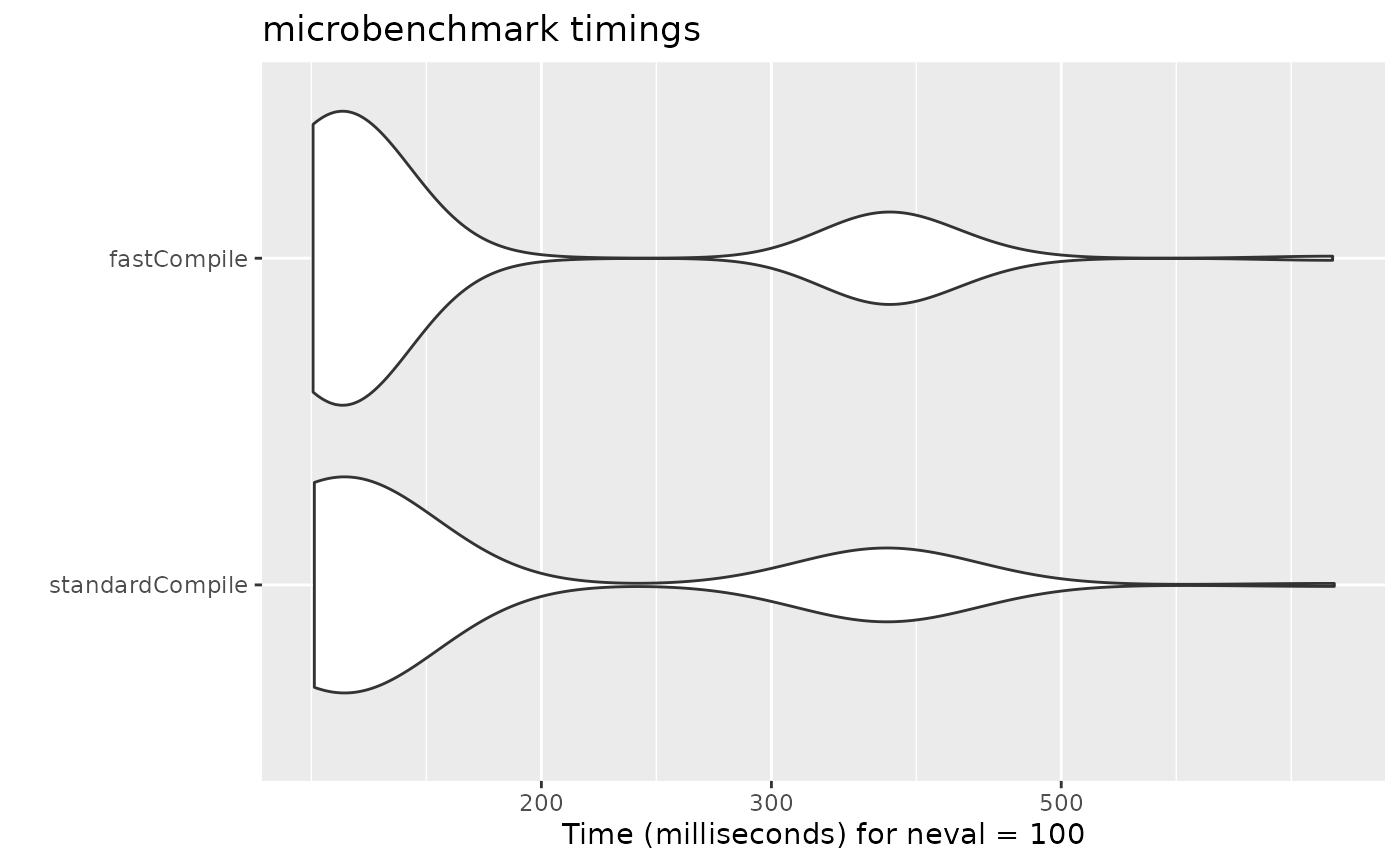 microbenchmark timings
fastCompile
standardCompile
200 300 500
Time (milliseconds) for neval = 100